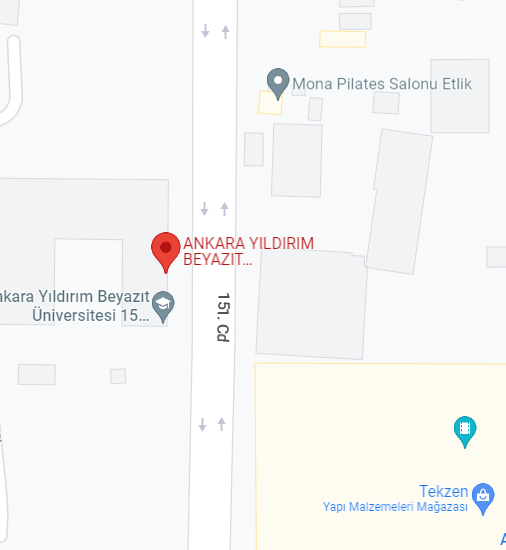 Mona Pilates Salonu Etlik
ANKARA YILDIRIM
BEYAZIT...
nkara Yıldırım Beyazıt
Üniversitesi 15...
151. Cd
Tekzen
Yapı Malzemeleri Mağazası
A